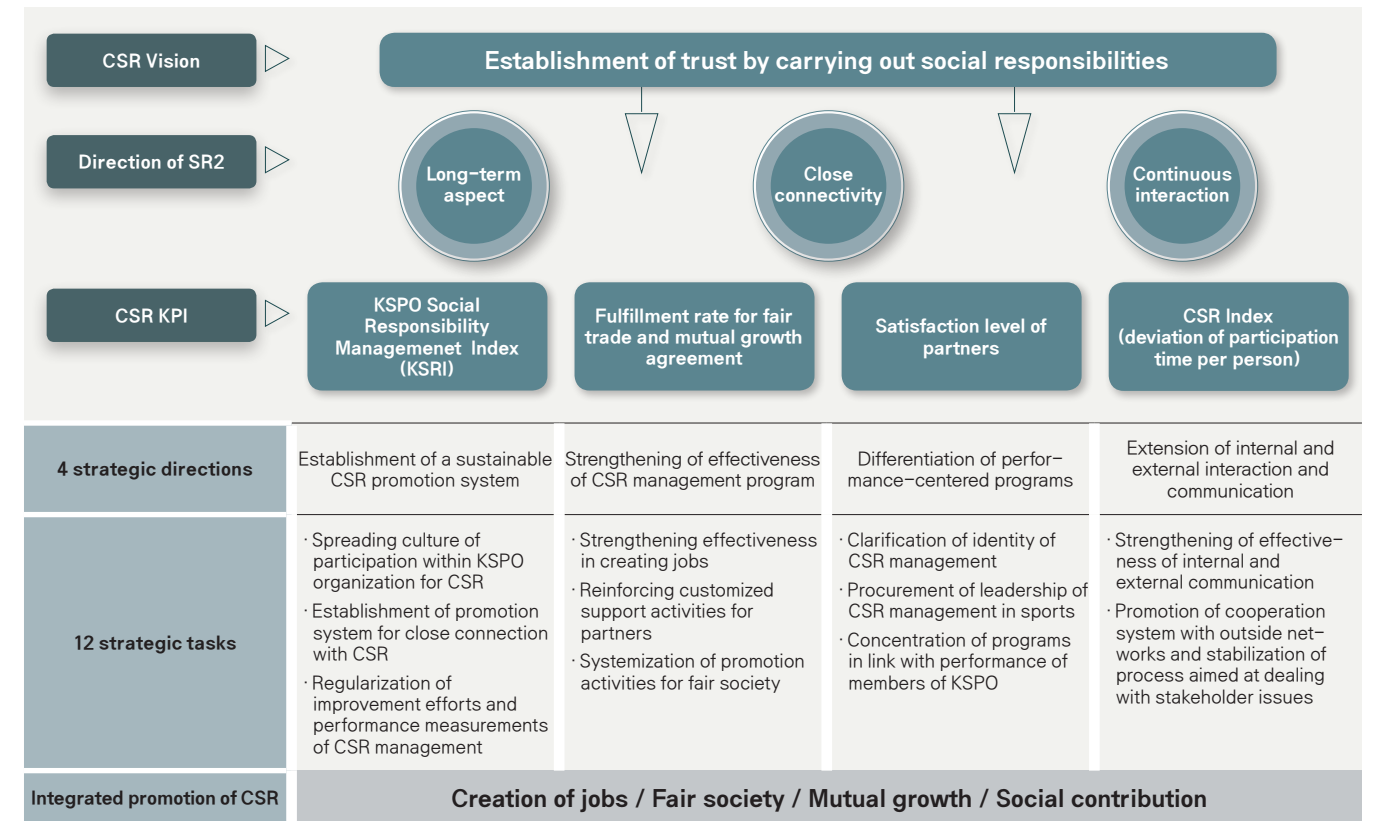 CSR Vision
Establishment of trust by carrying out social responsibilities
Direction of SR2
Long-term
aspect
Close
connectivity
Continuous
interaction
CSR KPI
KSPO Social
Responsibility
Managemenet Index
(KSRI)
Fulfillment rate for fair
trade and mutual growth
agreement
Satisfaction level of
partners
CSR Index
(deviation of participation
time per person)
4 strategic directions
Establishment of a sustainable
CSR promotion system
Strengthening of effectiveness
of CSR management program
Differentiation of perfor-
mance-centered programs
Extension of internal and
external interaction and
communication
12 strategic tasks
· Spreading culture of
participation within KSPO
organization for CSR
· Establishment of promotion
system for close connection
with CSR
· Regularization of
improvement efforts and
performance measurements
of CSR management
· Strengthening effectiveness
in creating jobs
· Reinforcing customized
support activities for
partners
· Systemization of promotion
activities for fair society
· Clarification of identity of
CSR management
· Procurement of leadership of
CSR management in sports
· Concentration of programs
in link with performance of
members of KSPO
· Strengthening of effective-
ness of internal and
external communication
· Promotion of cooperation
system with outside net-
works and stabilization of
process aimed at dealing
with stakeholder issues
Integrated promotion of CSR
Creation of jobs / Fair society / Mutual growth / Social contribution